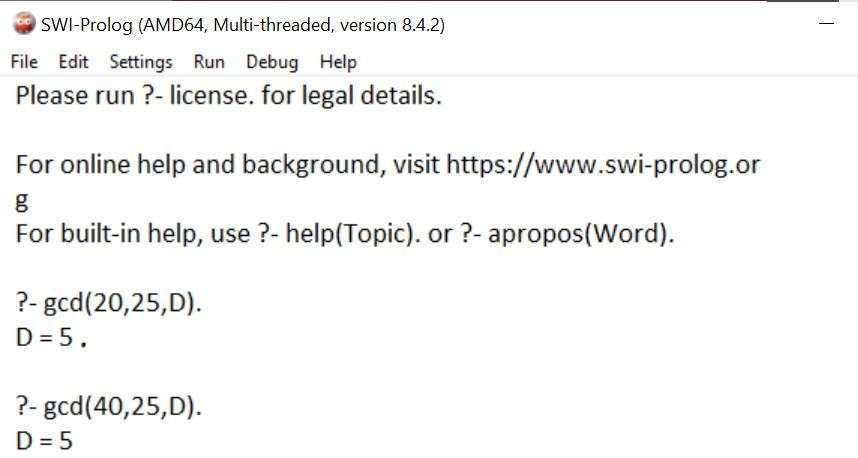 SWI-Prolog (AMD64, Multi-threaded, version 8.4.2)
File Edit Settings Run Debug Help
Please run ?- license. for legal details.
For online help and background, visit https://www.swi-prolog.or
g
For built-in help, use ?- help(Topic). or ?- apropos(Word).
?- gcd(20,25,D).
D = 5 .
?- gcd(40,25,D).
D = 5